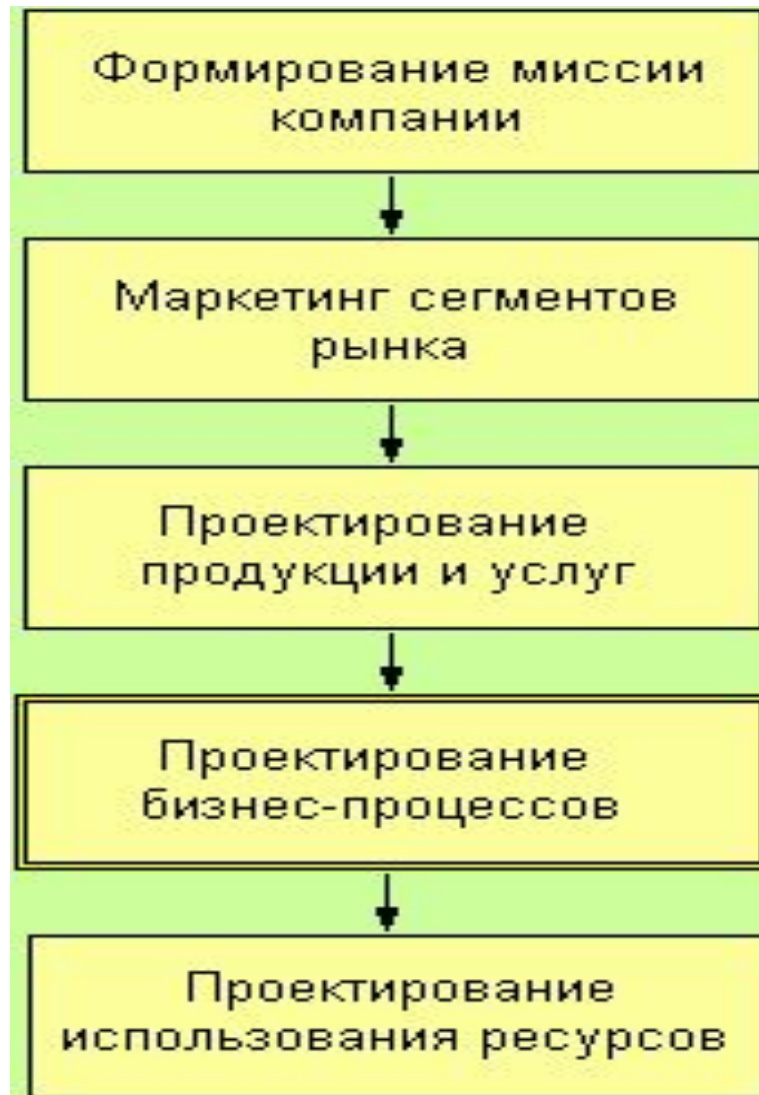 Формирование миссии
компании
Маркетинг сегментов
рынка
Проектирование
продукции и услуг
Проектирование
бизнес-процессов
Проектирование
использования ресурсов